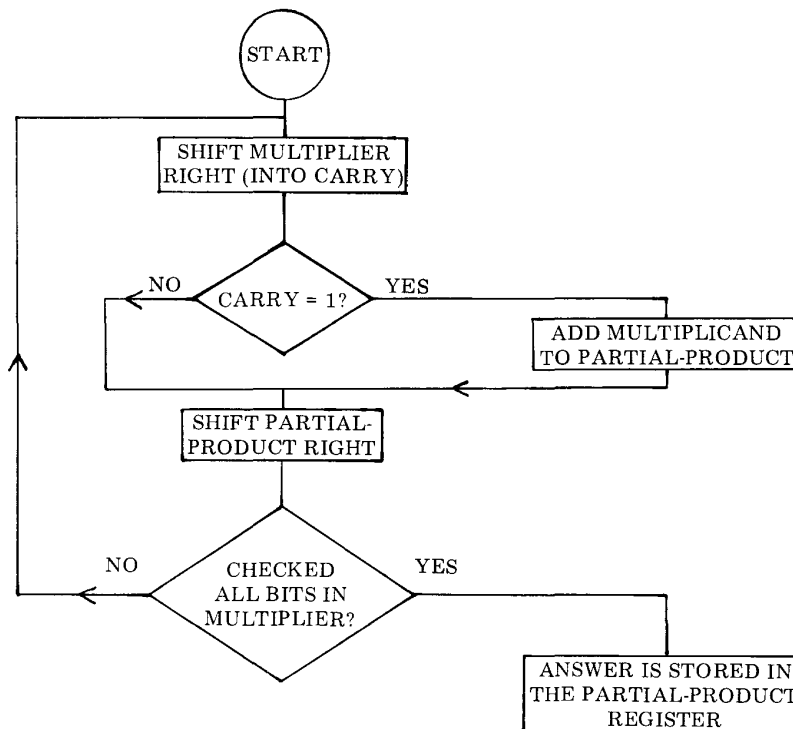 START
SHIFT MULTIPLIER
RIGHT (INTO CARRY)
NO
CARRY = 1?
YES
ADD MULTIPLICAND
TO PARTIAL-PRODUCT
SHIFT PARTIAL-
PRODUCT RIGHT
NO
CHECKED
ALL BITS IN
MULTIPLIER?
YES
ANSWER IS STORED IN
THE PARTIAL-PRODUCT
REGISTER